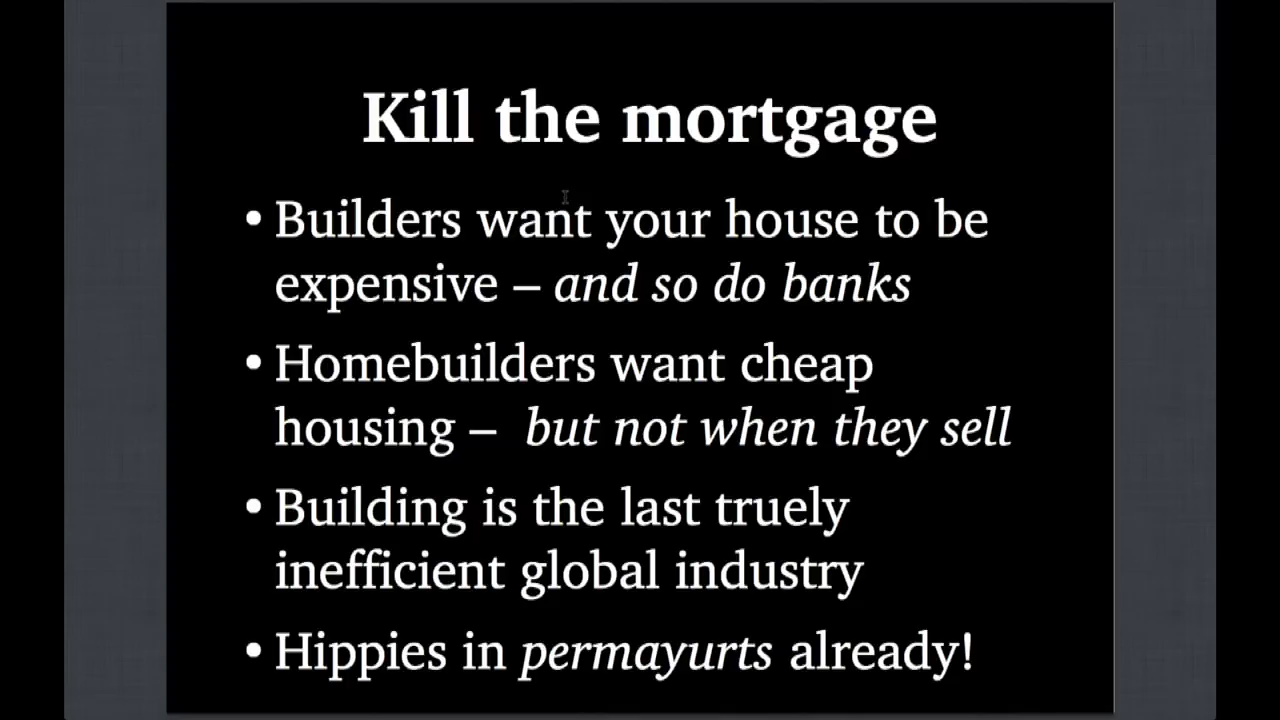 Kill the mortgage
• Builders want your house to be
expensive – and so do banks
• Homebuilders want cheap
housing – but not when they sell
• Building is the last truely
inefficient global industry
• Hippies in permayurts already!